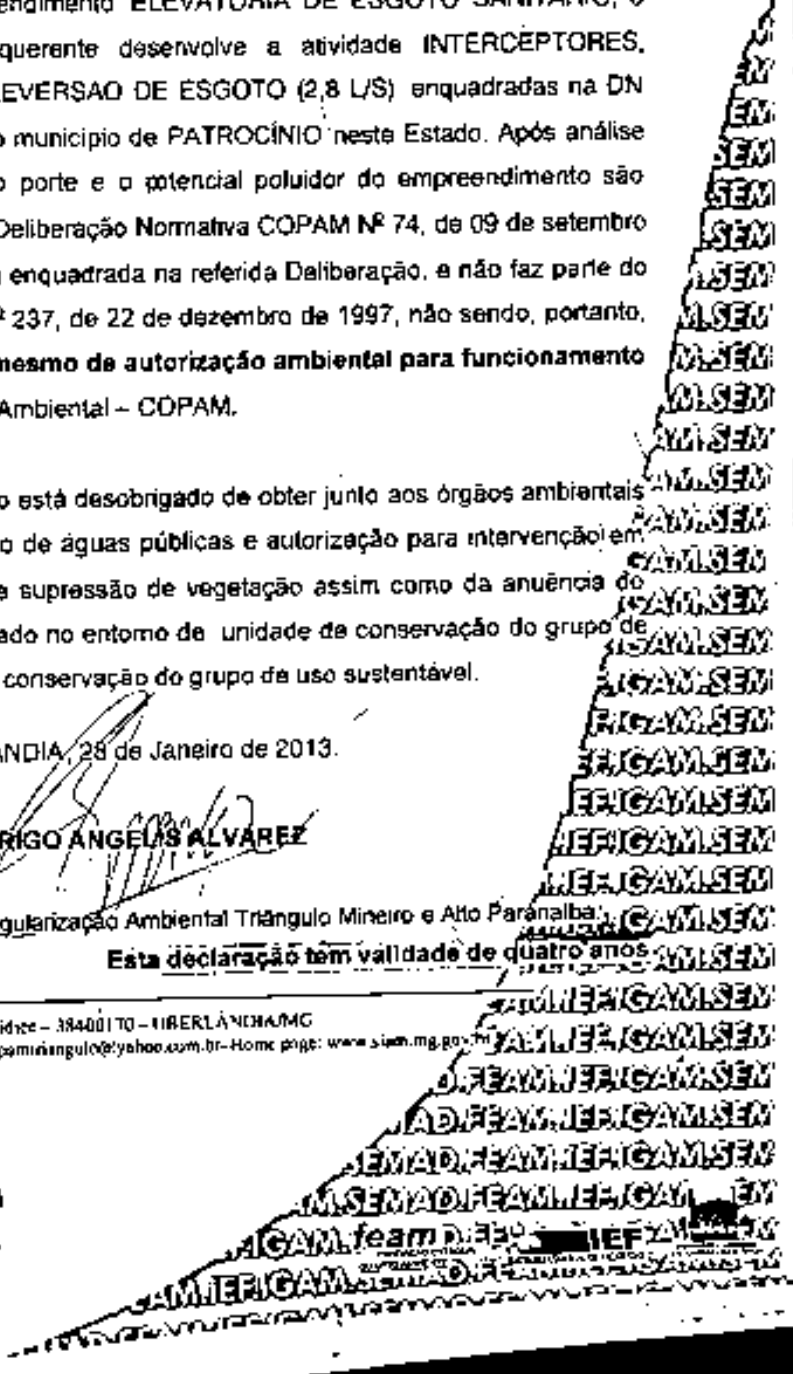 endimento ELEVATORIA DE ESGOTO SANITARIO, o
querente desenvolve a atividade INTERCEPTORES,
EVERSAO DE ESGOTO (2,8 L/S) enquadradas na DN
o municipio de PATROCÍNIO neste Estado. Após análise
o porte e o potencial poluidor do empreendimento são
Deliberação Normativa COPAM Nº 74, de 09 de setembro
enquadrada na referida Deliberação, e não faz parte do
º 237, de 22 de dezembro de 1997, não sendo, portanto,
mesmo de autorização ambiental para funcionamento
Ambiental – COPAM.
o está desobrigado de obter junto aos órgãos ambientais
o de águas públicas e autorização para intervenção em
e supressão de vegetação assim como da anuência do
ado no entorno de unidade de conservação do grupo de
conservação do grupo de uso sustentável.
ANDIA, 28 de Janeiro de 2013.
RIGO ANGELIS ALVAREZ
gularização Ambiental Triângulo Mineiro e Alto Paranaíba
Esta declaração tem validade de quatro anos
38400170 – UBERLÂNDIA/MG
Home page: www.siam.mg.gov.br
feam
IEF